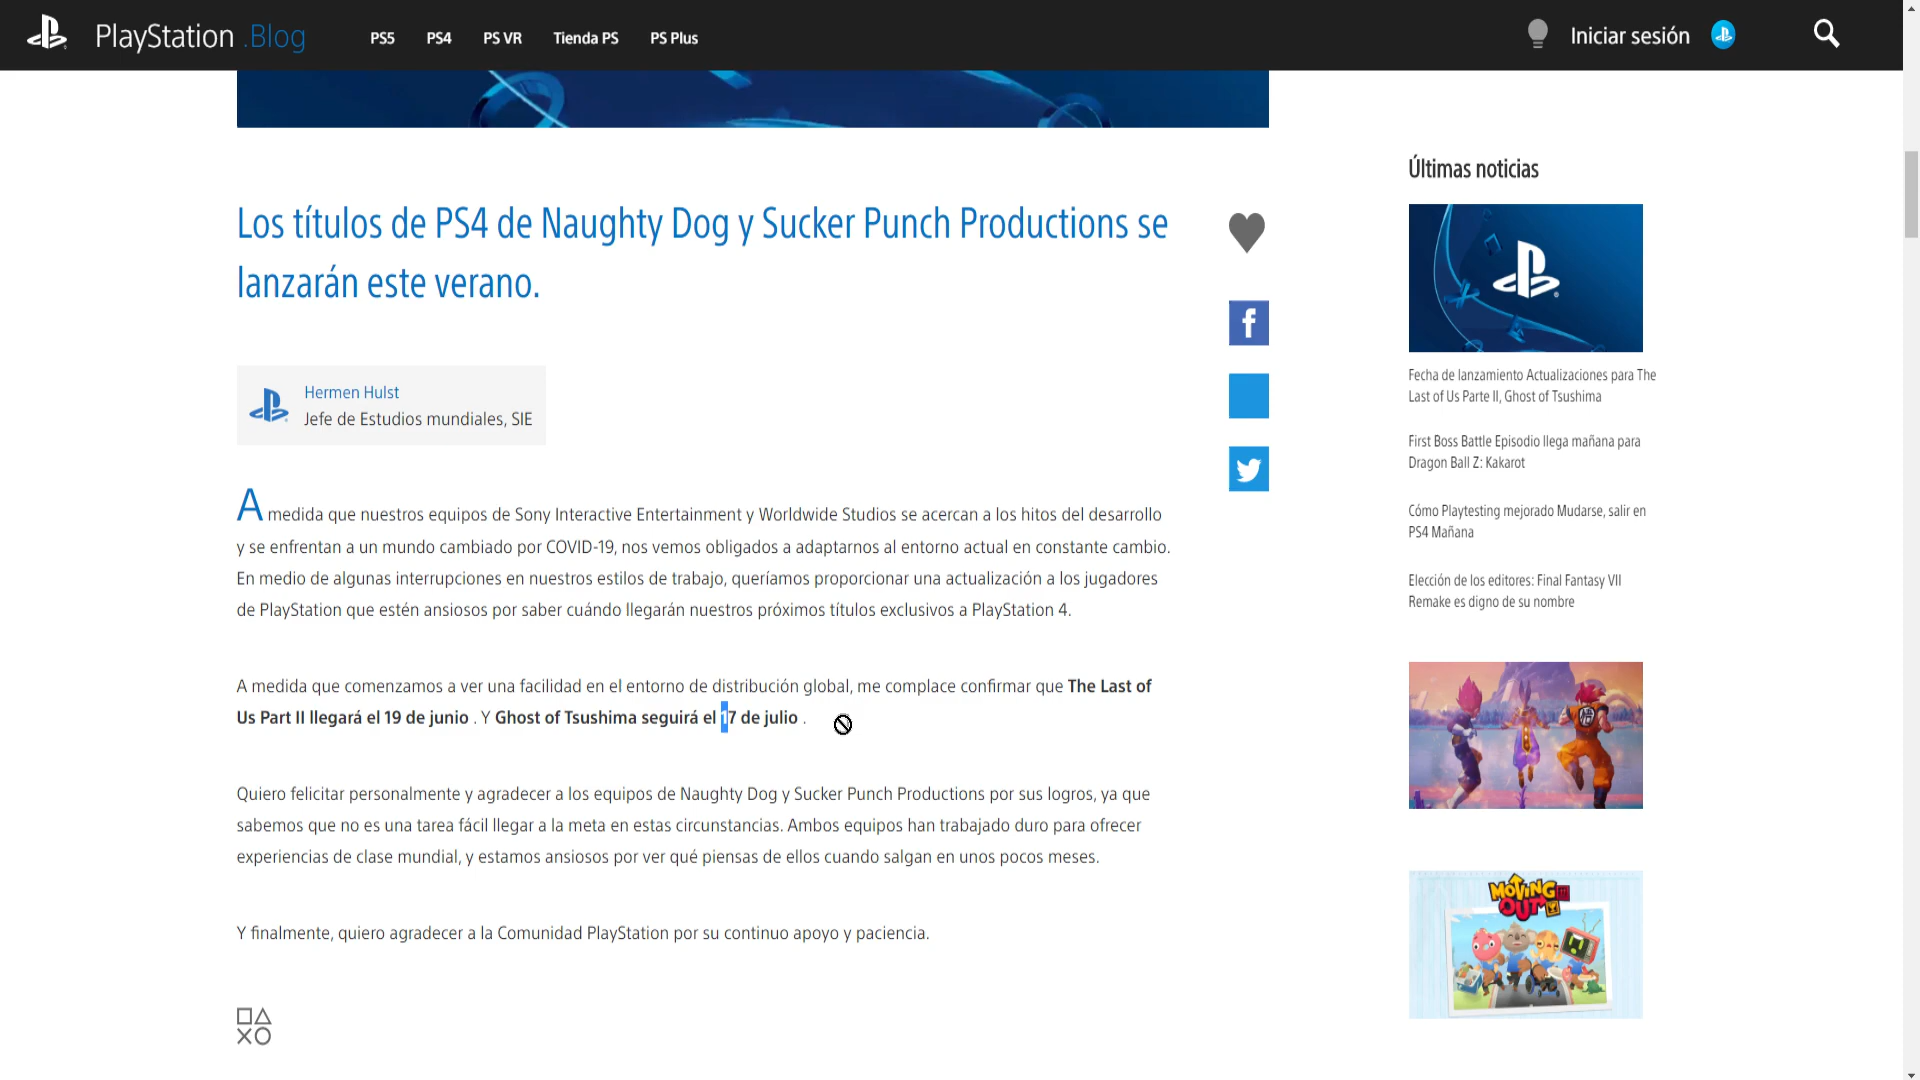 PlayStation .Blog
PS5
PS4
PS VR
Tienda PS
PS Plus
Iniciar sesión
Los títulos de PS4 de Naughty Dog y Sucker Punch Productions se
lanzarán este verano.
Hermen Hulst
Jefe de Estudios mundiales, SIE
A medida que nuestros equipos de Sony Interactive Entertainment y Worldwide Studios se acercan a los hitos del desarrollo
y se enfrentan a un mundo cambiado por COVID-19, nos vemos obligados a adaptarnos al entorno actual en constante cambio.
En medio de algunas interrupciones en nuestros estilos de trabajo, queríamos proporcionar una actualización a los jugadores
de PlayStation que estén ansiosos por saber cuándo llegarán nuestros próximos títulos exclusivos a PlayStation 4.
A medida que comenzamos a ver una facilidad en el entorno de distribución global, me complace confirmar que The Last of
Us Part II llegará el 19 de junio . Y Ghost of Tsushima seguirá el 17 de julio .
Quiero felicitar personalmente y agradecer a los equipos de Naughty Dog y Sucker Punch Productions por sus logros, ya que
sabemos que no es una tarea fácil llegar a la meta en estas circunstancias. Ambos equipos han trabajado duro para ofrecer
experiencias de clase mundial, y estamos ansiosos por ver qué piensas de ellos cuando salgan en unos pocos meses.
Y finalmente, quiero agradecer a la Comunidad PlayStation por su continuo apoyo y paciencia.
Últimas noticias
Fecha de lanzamiento Actualizaciones para The
Last of Us Parte II, Ghost of Tsushima
First Boss Battle Episodio llega mañana para
Dragon Ball Z: Kakarot
Cómo Playtesting mejorado Mudarse, salir en
PS4 Mañana
Elección de los editores: Final Fantasy VII
Remake es digno de su nombre
MOVING
OUT